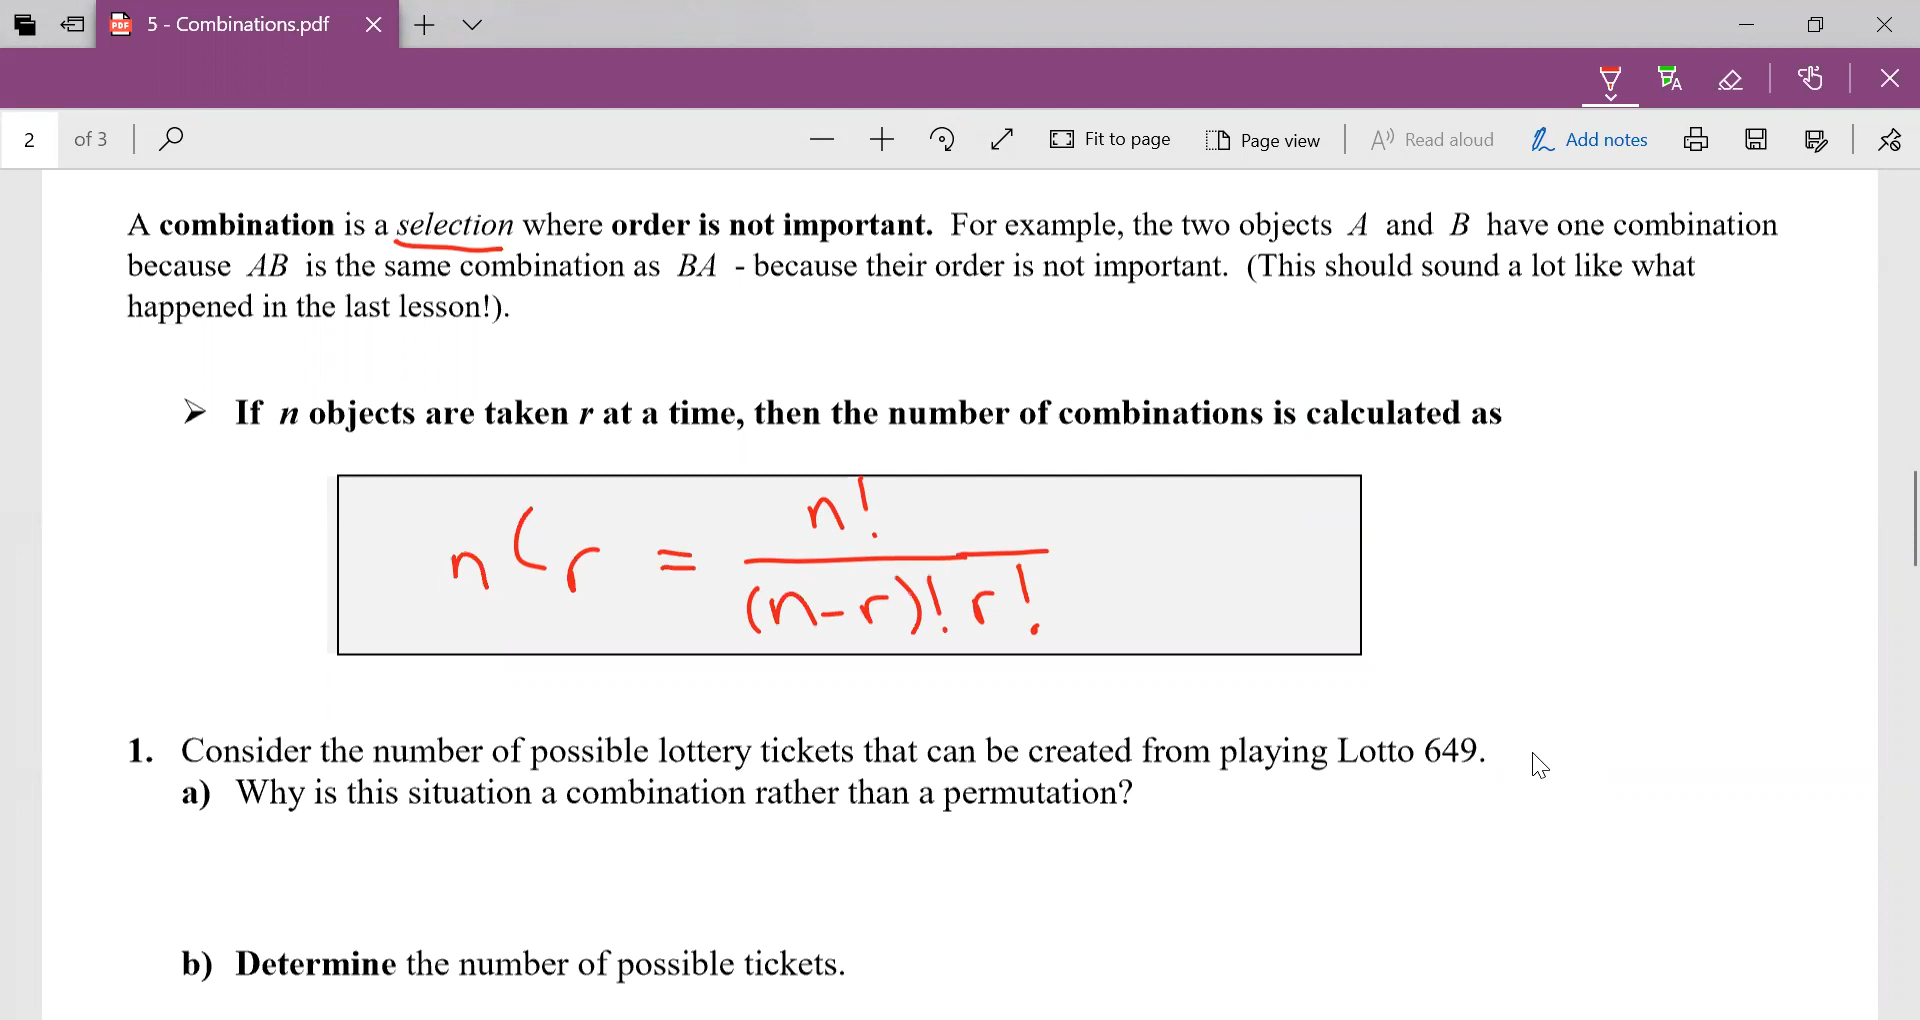 5 - Combinations.pdf
2 of 3
Fit to page
Page view
Read aloud
Add notes
A combination is a selection where order is not important. For example, the two objects A and B have one combination
because AB is the same combination as BA - because their order is not important. (This should sound a lot like what
happened in the last lesson!).
➢ If n objects are taken r at a time, then the number of combinations is calculated as
nCr = n!
(n-r)! r!
1. Consider the number of possible lottery tickets that can be created from playing Lotto 649.
a) Why is this situation a combination rather than a permutation?
b) Determine the number of possible tickets.